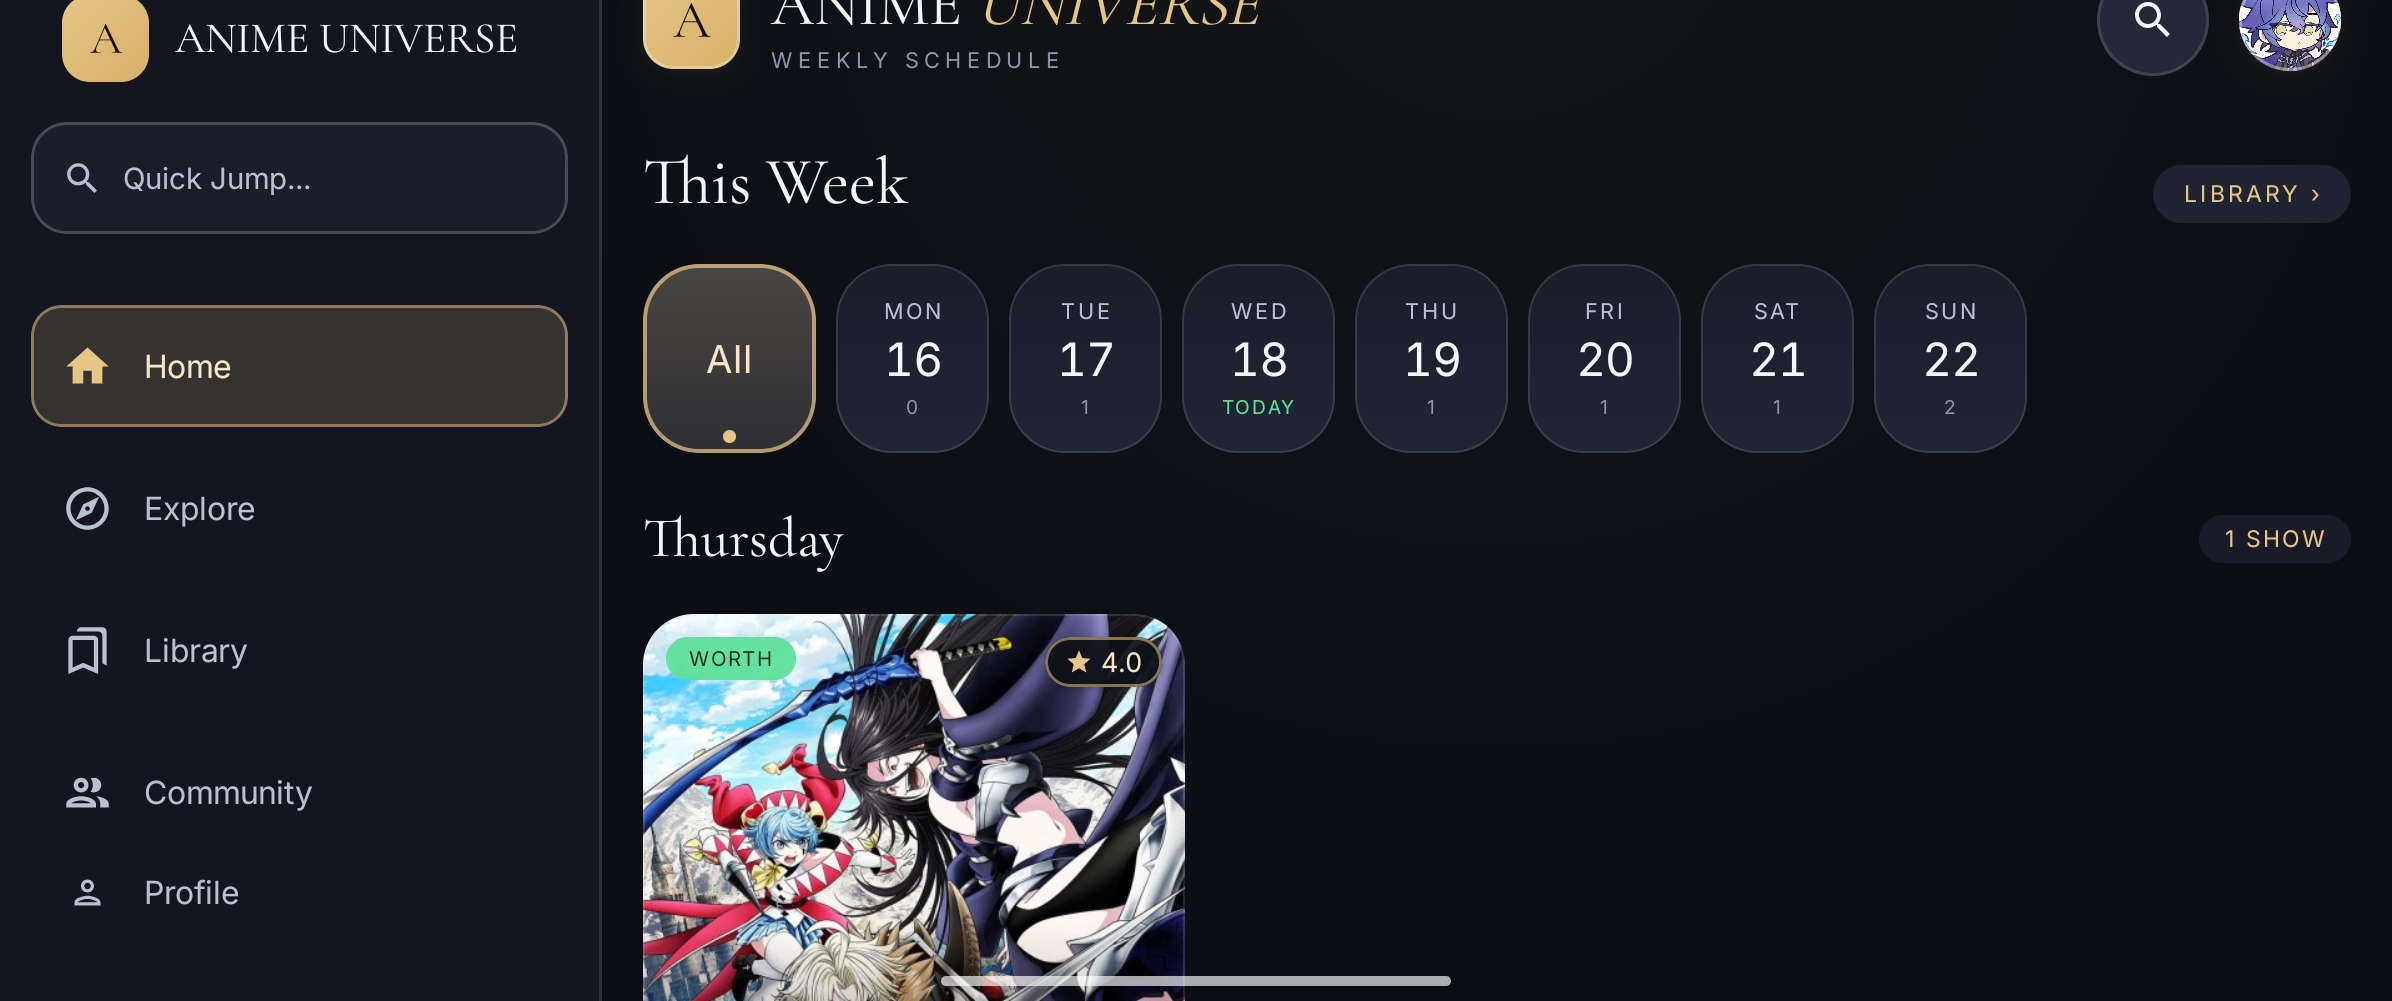 A
ANIME UNIVERSE
Quick Jump...
Home
Explore
Library
Community
Profile
A
ANIME UNIVERSE
WEEKLY SCHEDULE
This Week
LIBRARY ›
All
MON
16
0
TUE
17
1
WED
18
TODAY
THU
19
1
FRI
20
1
SAT
21
1
SUN
22
2
Thursday
1 SHOW
WORTH
4.0